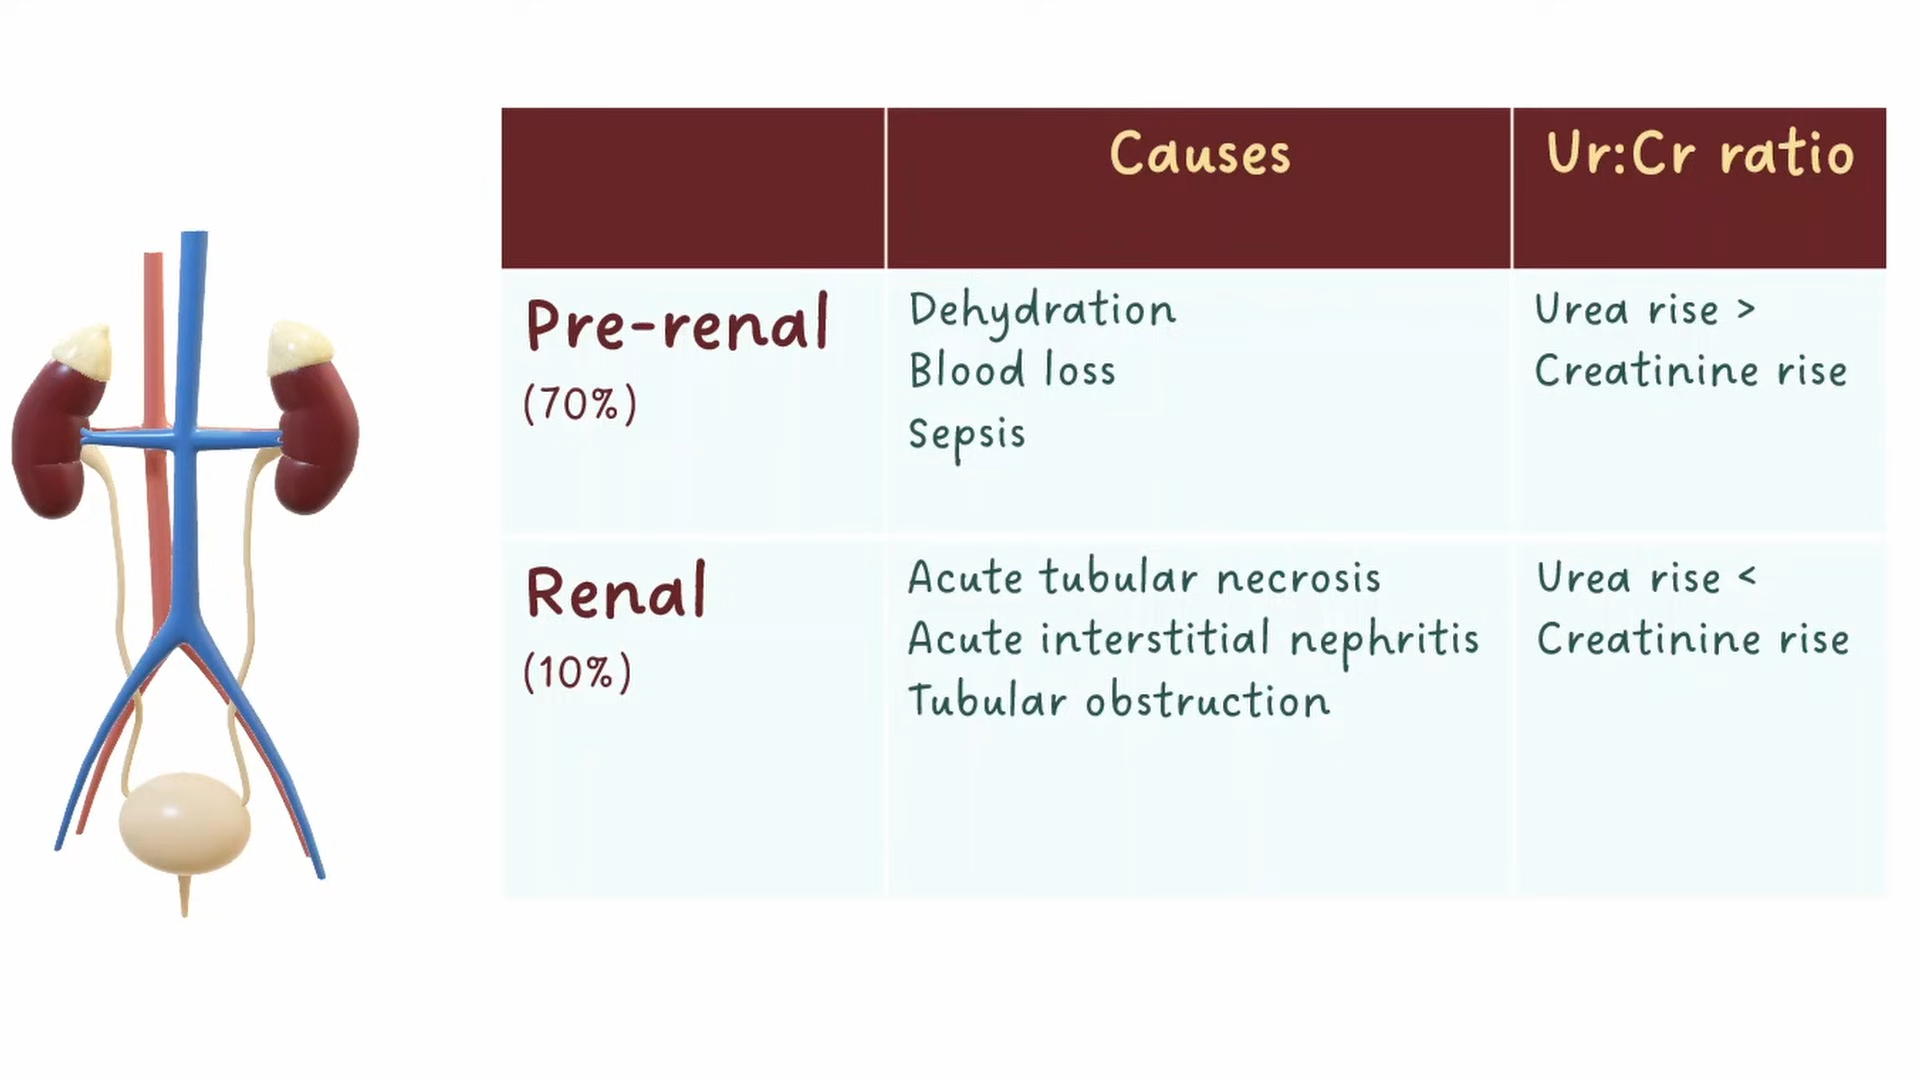 Causes
Ur:Cr ratio
Pre-renal
(70%)
Dehydration
Blood loss
Sepsis
Urea rise >
Creatinine rise
Renal
(10%)
Acute tubular necrosis
Acute interstitial nephritis
Tubular obstruction
Urea rise <
Creatinine rise